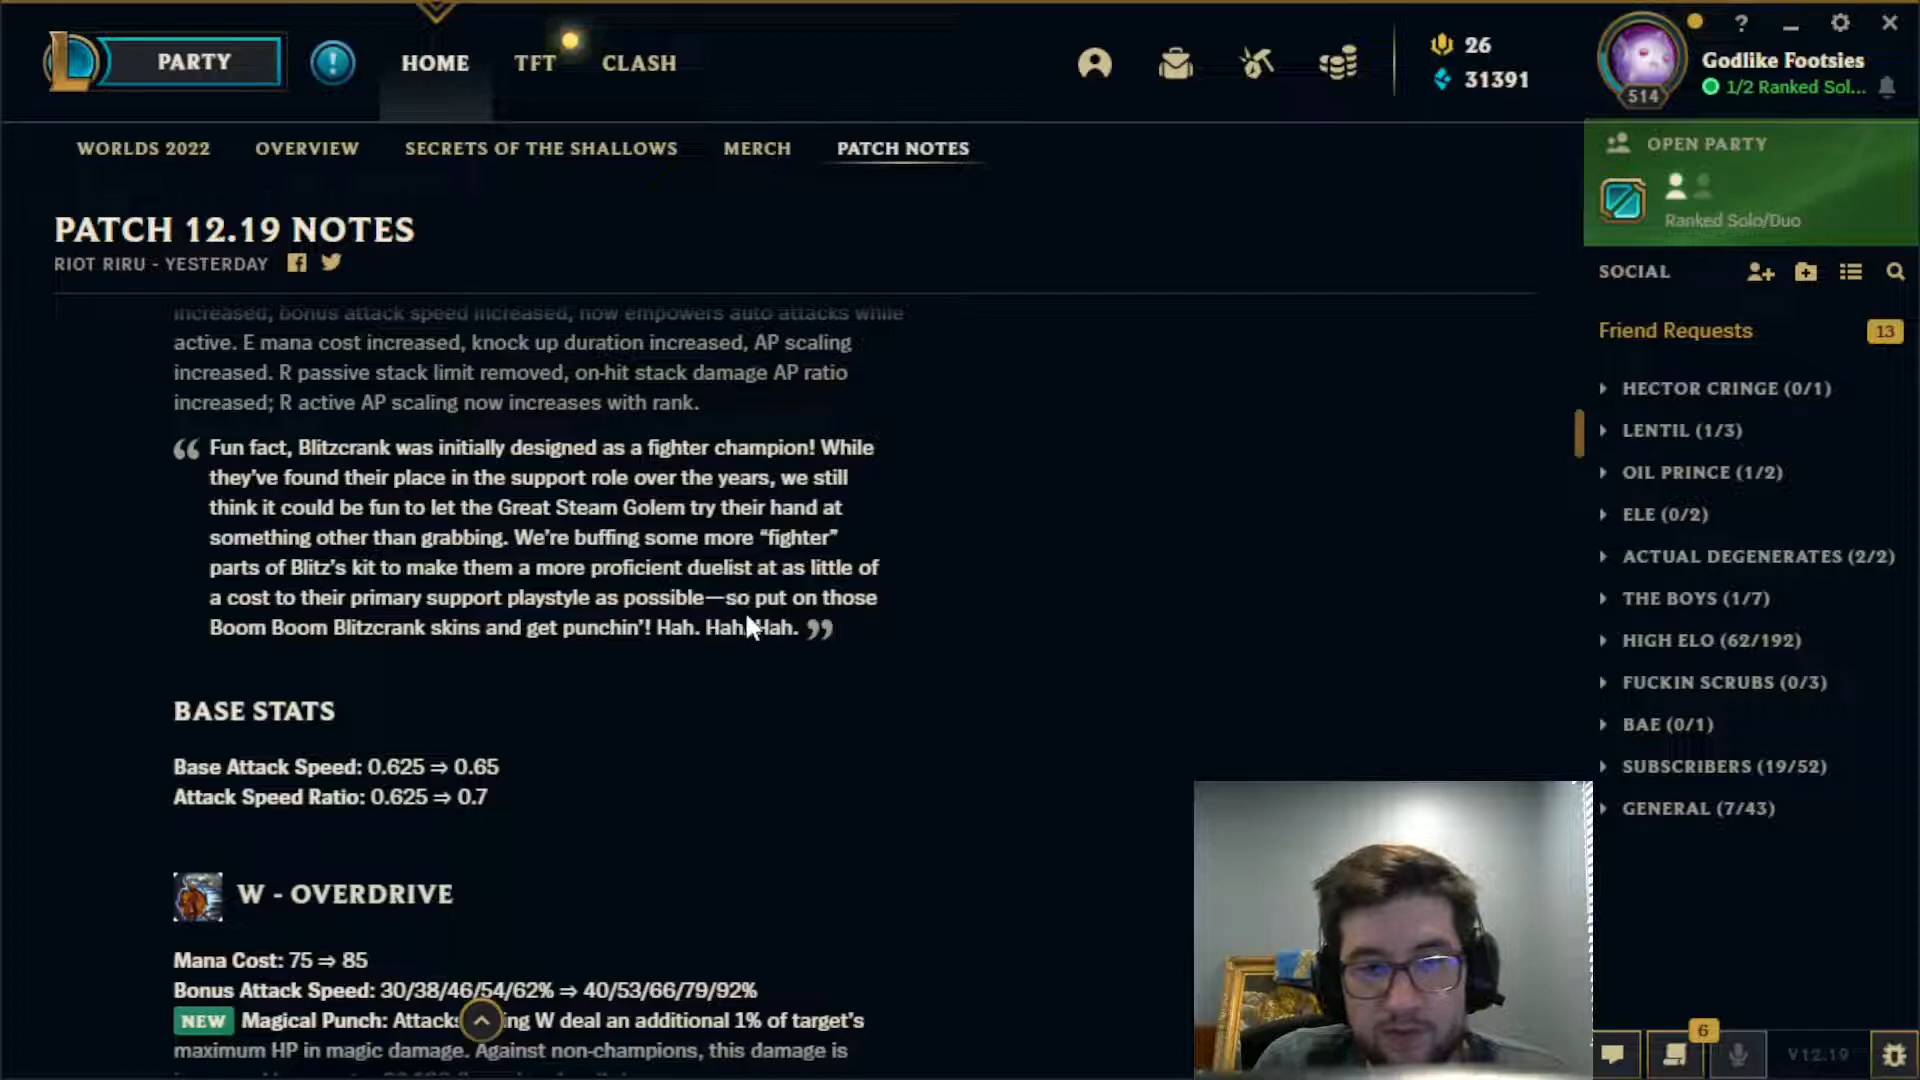 PARTY
HOME
TFT
CLASH
26
31391
514
?
Godlike Footsies
1/2 Ranked Sol...
WORLDS 2022
OVERVIEW
SECRETS OF THE SHALLOWS
MERCH
PATCH NOTES
OPEN PARTY
Ranked Solo/Duo
PATCH 12.19 NOTES
RIOT RIRU - YESTERDAY
SOCIAL
Friend Requests
13
HECTOR CRINGE (0/1)
LENTIL (1/3)
OIL PRINCE (1/2)
ELE (0/2)
ACTUAL DEGENERATES (2/2)
THE BOYS (1/7)
HIGH ELO (62/192)
FUCKIN SCRUBS (0/3)
BAE (0/1)
SUBSCRIBERS (19/52)
GENERAL (7/43)
increased, bonus attack speed increased, now empowers auto attacks while
active. E mana cost increased, knock up duration increased, AP scaling
increased. R passive stack limit removed, on-hit stack damage AP ratio
increased; R active AP scaling now increases with rank.
“ Fun fact, Blitzcrank was initially designed as a fighter champion! While
they’ve found their place in the support role over the years, we still
think it could be fun to let the Great Steam Golem try their hand at
something other than grabbing. We’re buffing some more “fighter”
parts of Blitz’s kit to make them a more proficient duelist at as little of
a cost to their primary support playstyle as possible—so put on those
Boom Boom Blitzcrank skins and get punchin’! Hah. Hah. Hah. ”
BASE STATS
Base Attack Speed: 0.625 ⇒ 0.65
Attack Speed Ratio: 0.625 ⇒ 0.7
W - OVERDRIVE
Mana Cost: 75 ⇒ 85
Bonus Attack Speed: 30/38/46/54/62% ⇒ 40/53/66/79/92%
NEW Magical Punch: Attacks ing W deal an additional 1% of target’s
maximum HP in magic damage. Against non-champions, this damage is
6
V12.19